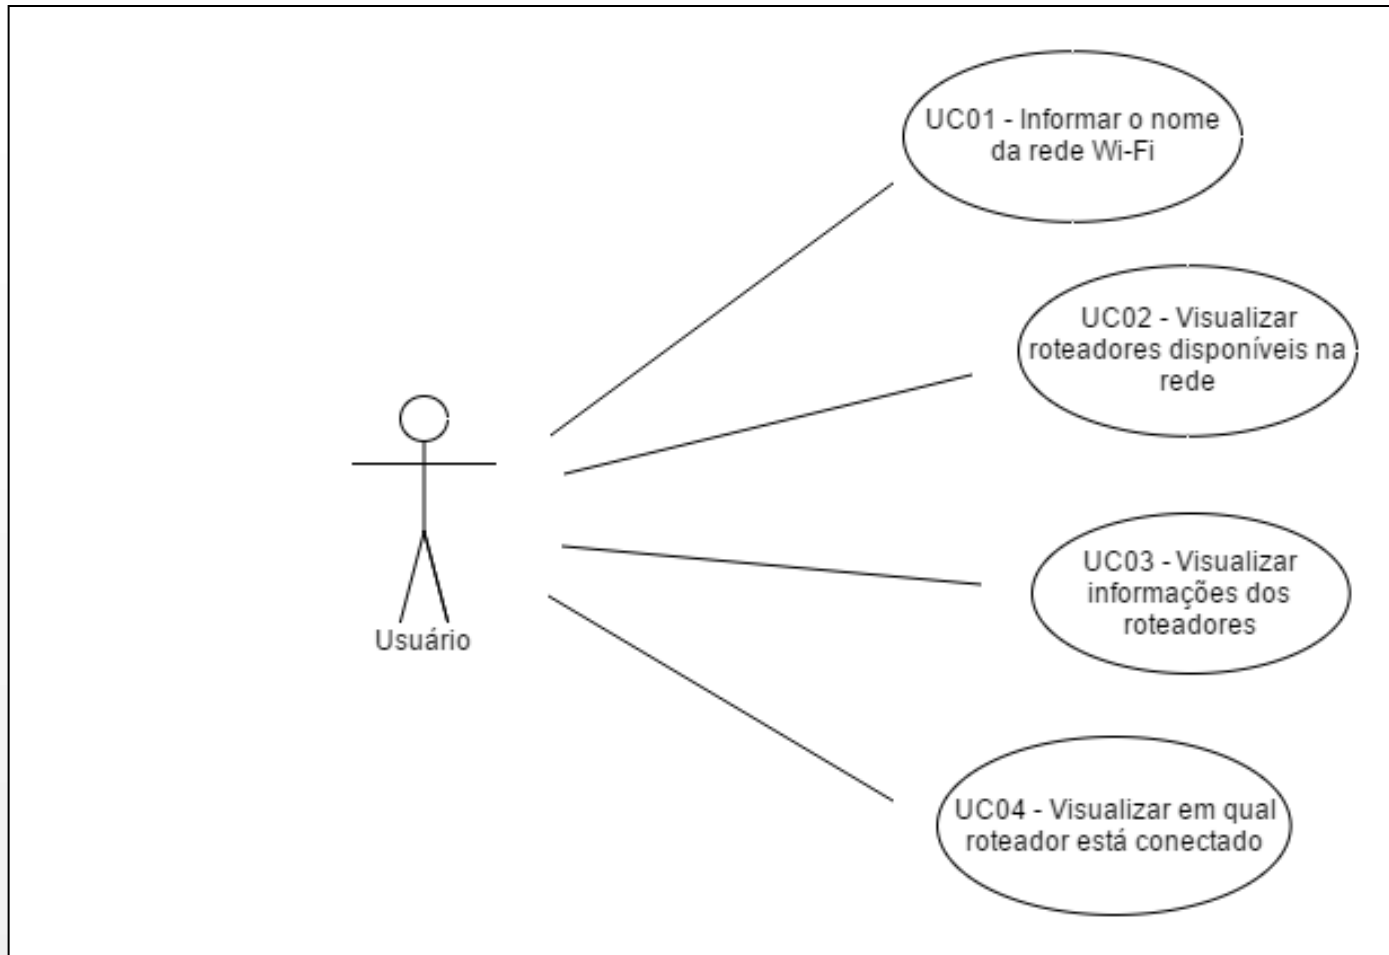 UC01 - Informar o nome
da rede Wi-Fi
UC02 - Visualizar
roteadores disponíveis na
rede
UC03 - Visualizar
informações dos
roteadores
Usuário
UC04 - Visualizar em qual
roteador está conectado